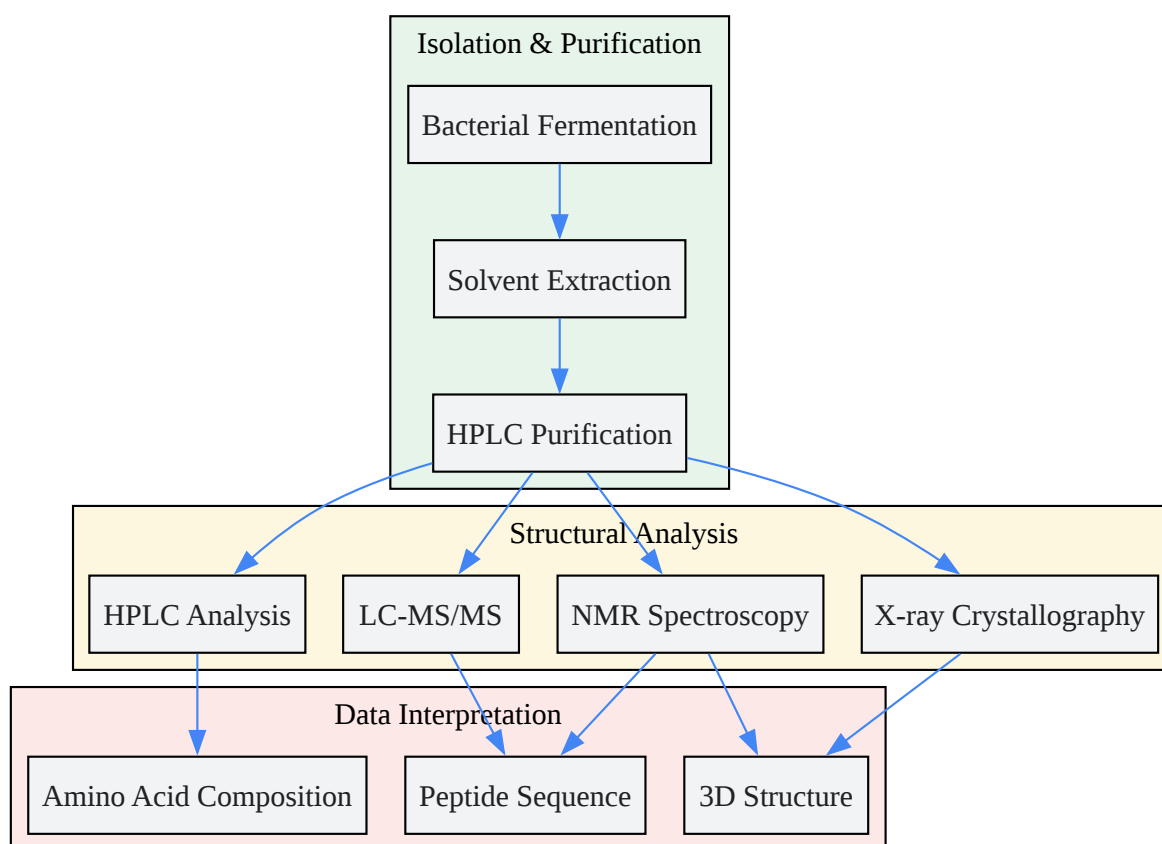 Isolation & Purification
Bacterial Fermentation
Solvent Extraction
HPLC Purification
Structural Analysis
HPLC Analysis
LC-MS/MS
NMR Spectroscopy
X-ray Crystallography
Data Interpretation
Amino Acid Composition
Peptide Sequence
3D Structure